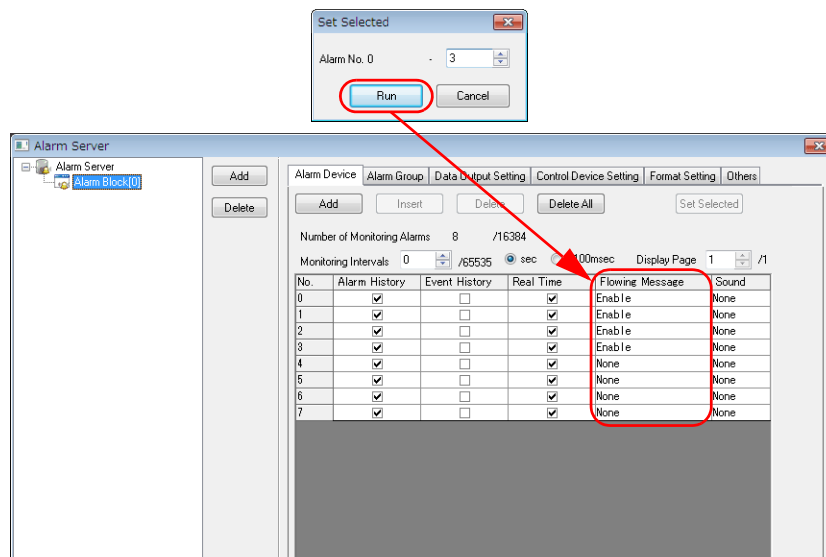 Set Selected
Alarm No. 0 - 3
Run Cancel
Alarm Server
Alarm Server
Alarm Block[0]
Add
Delete
Alarm Device Alarm Group Data Output Setting Control Device Setting Format Setting Others
Add Insert Delete Delete All Set Selected
Number of Monitoring Alarms 8 /16384
Monitoring Intervals 0 /65535 sec 100msec Display Page 1 /1
No. Alarm History Event History Real Time Flowing Message Sound
0 Enable None
1 Enable None
2 Enable None
3 Enable None
4 None None
5 None None
6 None None
7 None None